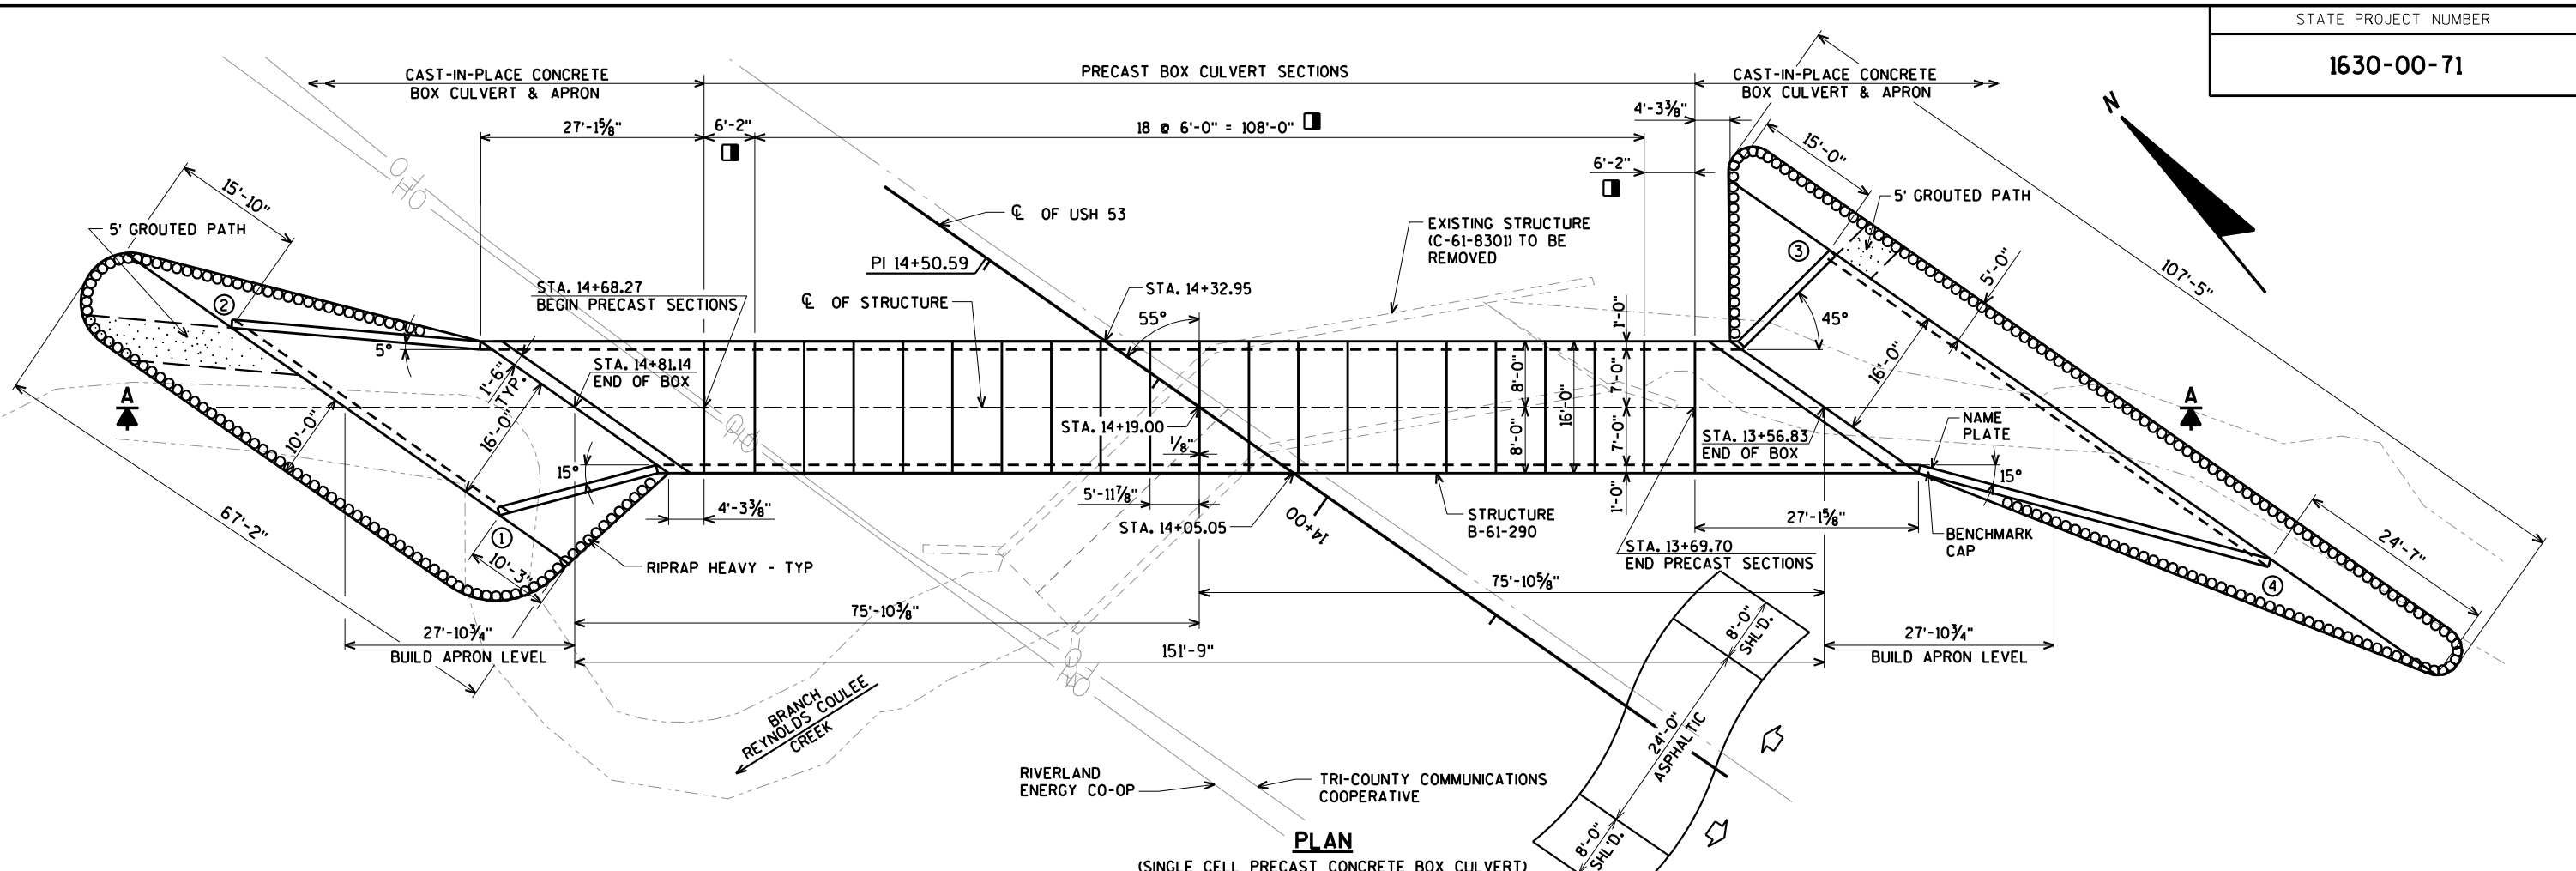 STATE PROJECT NUMBER
1630-00-71
CAST-IN-PLACE CONCRETE
BOX CULVERT & APRON
PRECAST BOX CULVERT SECTIONS
CAST-IN-PLACE CONCRETE
BOX CULVERT & APRON
27'-1⅝"
6'-2"
18 @ 6'-0" = 108'-0"
4'-3⅜"
6'-2"
N
15'-10"
15'-0"
5' GROUTED PATH
5' GROUTED PATH
OHO
℄ OF USH 53
EXISTING STRUCTURE
(C-61-8301) TO BE
REMOVED
PI 14+50.59
STA. 14+68.27
BEGIN PRECAST SECTIONS
℄ OF STRUCTURE
STA. 14+32.95
55°
107'-5"
5'-0"
2
3
5°
45°
1'-0"
1'-6"
TYP.
STA. 14+81.14
END OF BOX
16'-0"
16'-0"
10'-0"
8'-0"
8'-0"
16'-0"
7'-0"
7'-0"
1'-0"
A
A
NAME
PLATE
STA. 14+19.00
⅛"
STA. 13+56.83
END OF BOX
15°
15°
OHO
67'-2"
1
10'-3"
4'-3⅜"
5'-11⅞"
STA. 14+05.05
14+00
STRUCTURE
B-61-290
27'-1⅝"
BENCHMARK
CAP
24'-7"
4
RIPRAP HEAVY - TYP
STA. 13+69.70
END PRECAST SECTIONS
75'-10⅝"
75'-10⅜"
27'-10¾"
BUILD APRON LEVEL
151'-9"
27'-10¾"
BUILD APRON LEVEL
8'-0"
SHL'D.
24'-0"
ASPHALTIC
8'-0"
SHL'D.
OHO
BRANCH
REYNOLDS COULEE
CREEK
RIVERLAND
ENERGY CO-OP
TRI-COUNTY COMMUNICATIONS
COOPERATIVE
PLAN
(SINGLE CELL PRECAST CONCRETE BOX CULVERT)